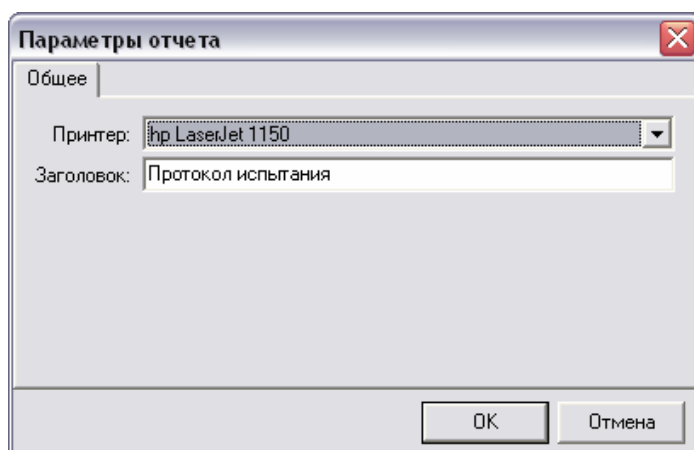 Параметры отчета
Общее
Принтер: hp LaserJet 1150
Заголовок: Протокол испытания
OK Отмена